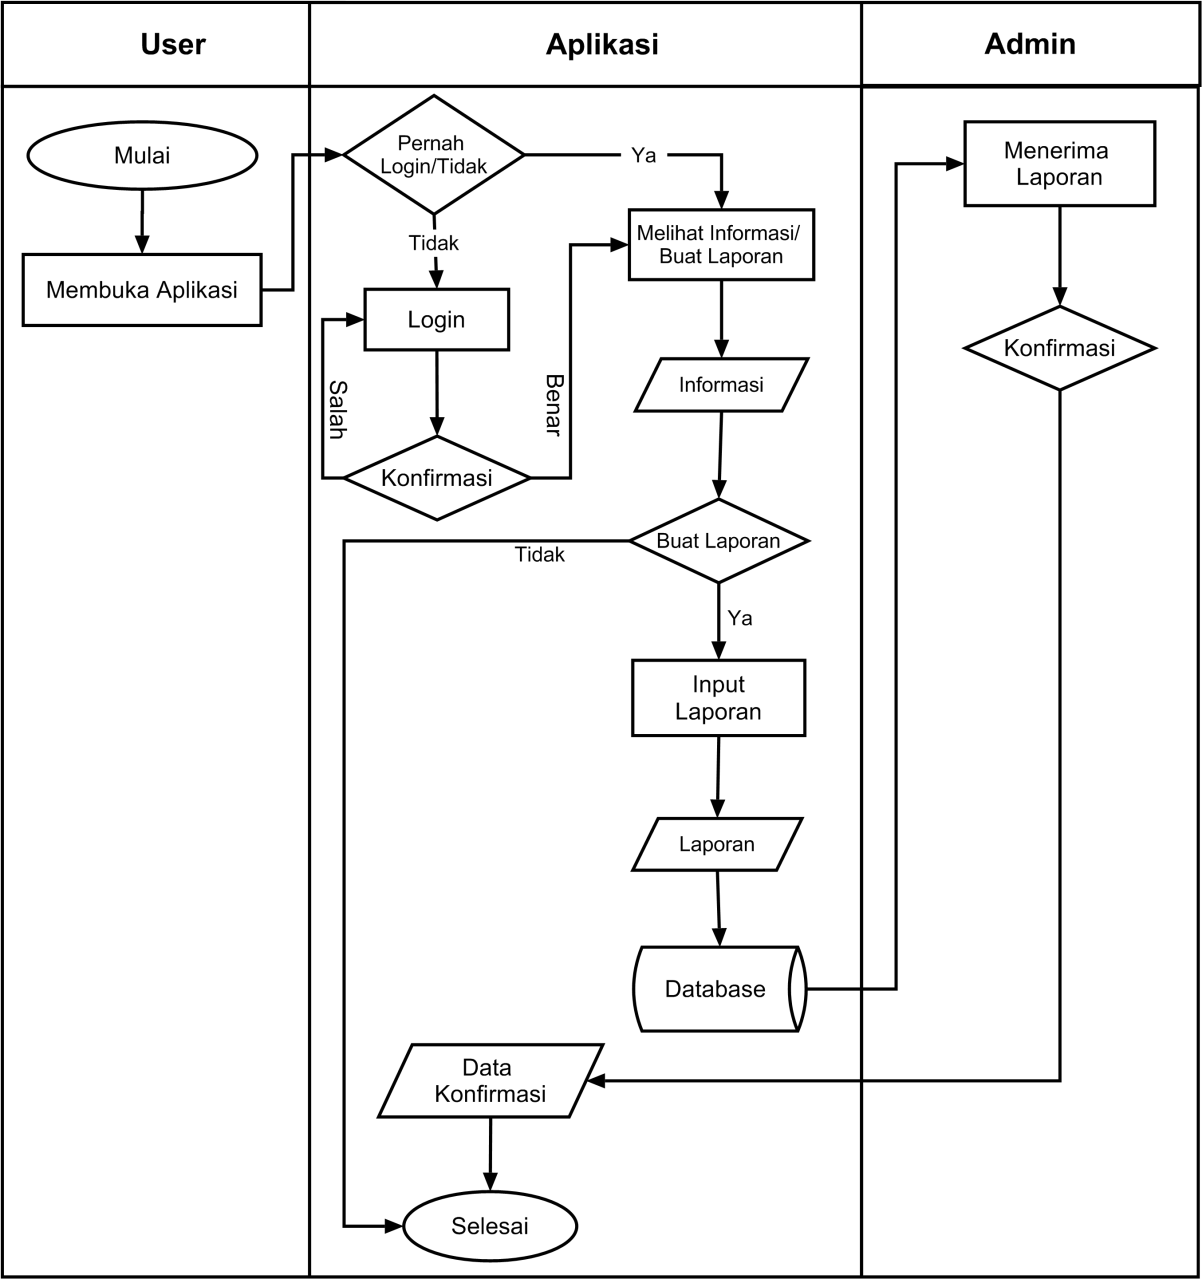 User
Aplikasi
Admin
Mulai
Membuka Aplikasi
Pernah
Login/Tidak
Ya
Tidak
Login
Salah
Konfirmasi
Benar
Melihat Informasi/
Buat Laporan
Informasi
Buat Laporan
Tidak
Ya
Input
Laporan
Laporan
Database
Menerima
Laporan
Konfirmasi
Data
Konfirmasi
Selesai